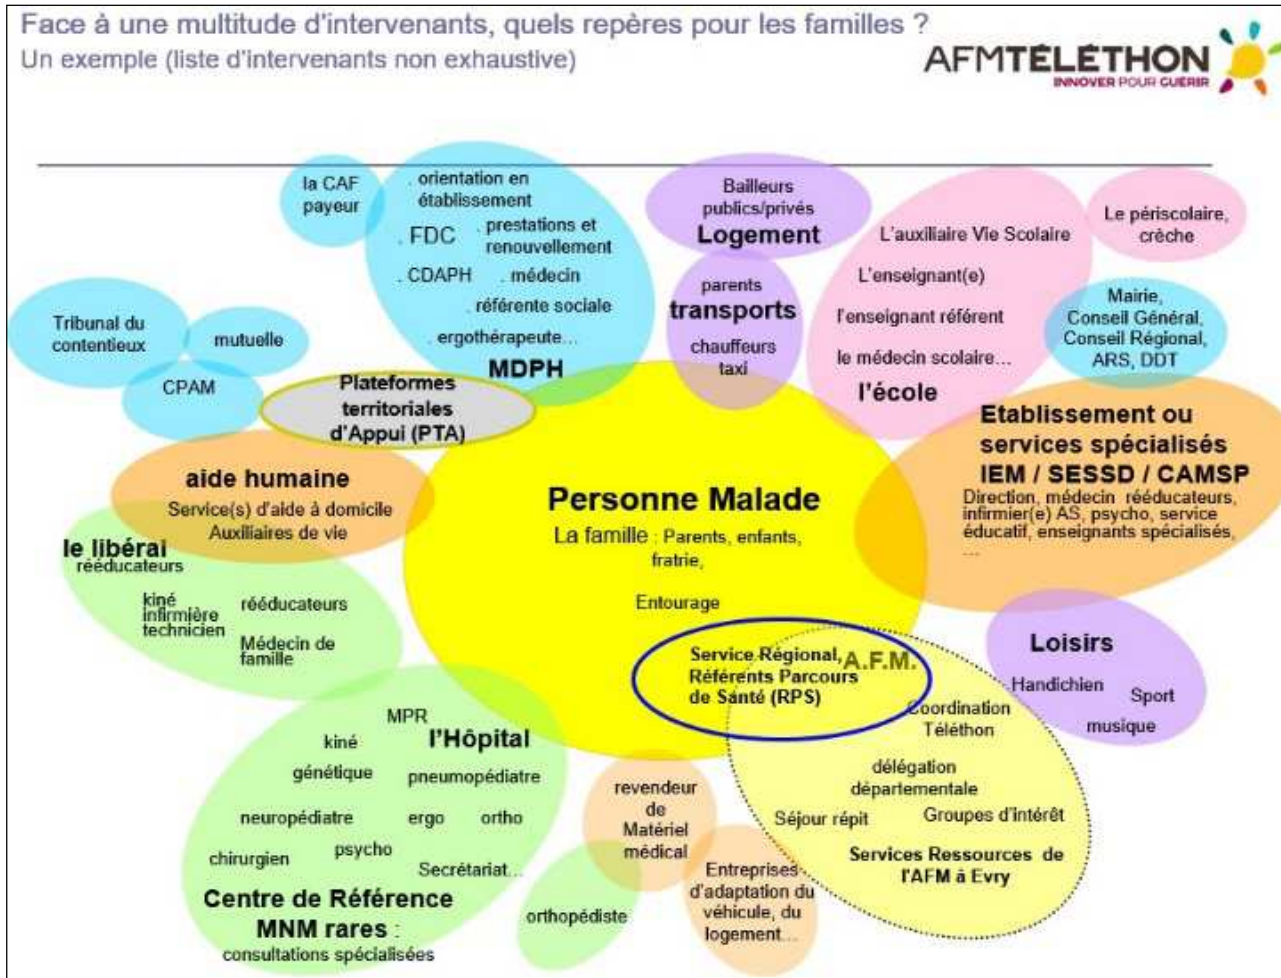 Face à une multitude d'intervenants, quels repères pour les familles ?
Un exemple (liste d'intervenants non exhaustive)
AFMTÉLÉTHON
INNOVER POUR GUÉRIR
la CAF
payeur
. orientation en
établissement
. FDC
. prestations et
renouvellement
. CDAPH
. médecin
. référente sociale
. ergothérapeute...
MDPH
Bailleurs
publics/privés
Logement
parents
transports
chauffeurs
taxi
L'auxiliaire Vie Scolaire
L'enseignant(e)
l'enseignant référent
le médecin scolaire...
l'école
Le périscolaire,
crèche
Mairie,
Conseil Général,
Conseil Régional,
ARS, DDT
Tribunal du
contentieux
mutuelle
CPAM
Plateformes
territoriales
d'Appui (PTA)
Etablissement ou
services spécialisés
IEM / SESSD / CAMSP
Direction, médecin rééducateurs,
infirmier(e) AS, psycho, service
éducatif, enseignants spécialisés,
...
aide humaine
Service(s) d'aide à domicile
Auxiliaires de vie
Personne Malade
La famille : Parents, enfants,
fratrie,
Entourage
le libéral
rééducateurs
kiné
infirmière
technicien
rééducateurs
Médecin de
famille
Service Régional,
Référents Parcours
de Santé (RPS)
A.F.M.
Coordination
Téléthon
délégation
départementale
Séjour répit
Groupes d'intérêt
Services Ressources de
l'AFM à Evry
Loisirs
Handichien
Sport
musique
MPR
kiné
l'Hôpital
génétique
pneumopédiatre
neuropédiatre
ergo
ortho
chirurgien
psycho
Secrétariat...
Centre de Référence
MNM rares :
consultations spécialisées
revendeur
de
Matériel
médical
orthopédiste
Entreprises
d'adaptation du
véhicule, du
logement...